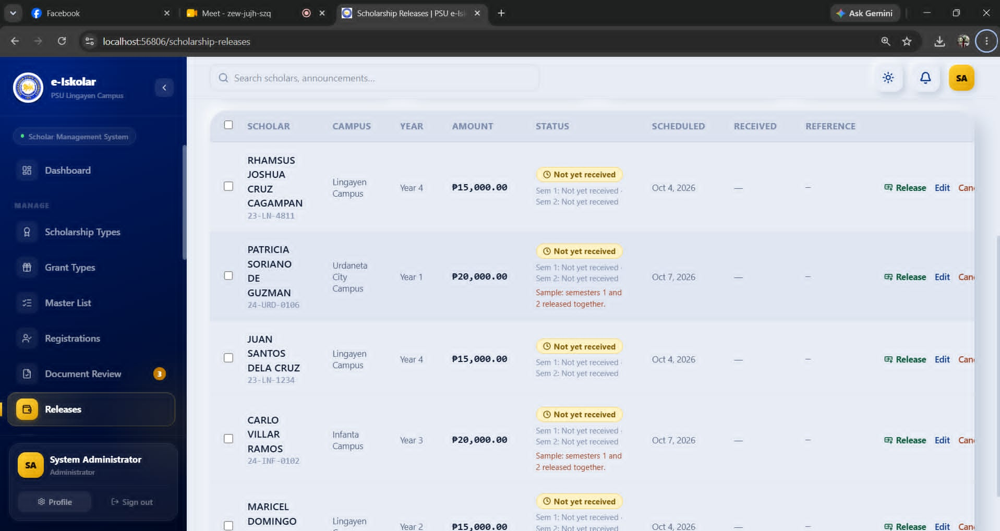 Facebook
Meet - zew-jujh-szq
Scholarship Releases | PSU e-Isk
Ask Gemini
localhost:56806/scholarship-releases
e-Iskolar
PSU Lingayen Campus
Scholar Management System
Dashboard
MANAGE
Scholarship Types
Grant Types
Master List
Registrations
Document Review 3
Releases
SA
System Administrator
Administrator
Profile
Sign out
Search scholars, announcements...
SA
SCHOLAR CAMPUS YEAR AMOUNT STATUS SCHEDULED RECEIVED REFERENCE
RHAMSUS
JOSHUA
CRUZ
CAGAMPAN
23-LN-4811
Lingayen
Campus
Year 4
₱15,000.00
Not yet received
Sem 1: Not yet received ·
Sem 2: Not yet received
Oct 4, 2026
—
—
Release Edit Canc
PATRICIA
SORIANO
DE
GUZMAN
24-URD-0106
Urdaneta
City
Campus
Year 1
₱20,000.00
Not yet received
Sem 1: Not yet received ·
Sem 2: Not yet received
Sample: semesters 1 and
2 released together.
Oct 7, 2026
—
—
Release Edit Canc
JUAN
SANTOS
DELA CRUZ
23-LN-1234
Lingayen
Campus
Year 4
₱15,000.00
Not yet received
Sem 1: Not yet received ·
Sem 2: Not yet received
Oct 4, 2026
—
—
Release Edit Canc
CARLO
VILLAR
RAMOS
24-INF-0102
Infanta
Campus
Year 3
₱20,000.00
Not yet received
Sem 1: Not yet received ·
Sem 2: Not yet received
Sample: semesters 1 and
2 released together.
Oct 7, 2026
—
—
Release Edit Canc
MARICEL
DOMINGO
Lingayen
Year 2
₱15,000.00
Not yet received
Sem 1: Not yet received ·
Sem 2: Not yet received
Oct 4, 2026
—
—
Release Edit Canc